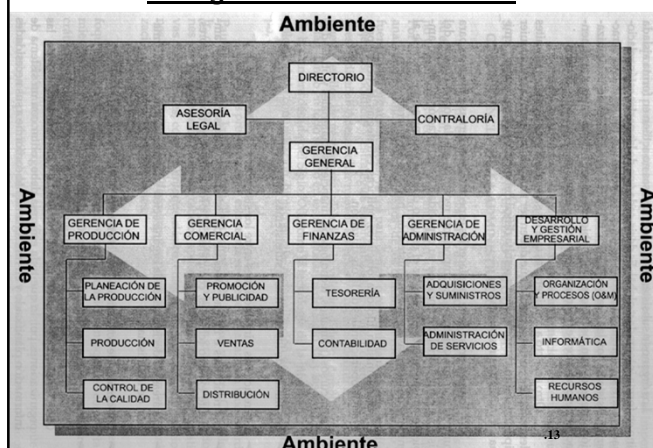 Ambiente
DIRECTORIO
ASESORÍA
LEGAL
CONTRALORÍA
GERENCIA
GENERAL
Ambiente
Ambiente
GERENCIA DE
PRODUCCIÓN
GERENCIA
COMERCIAL
GERENCIA DE
FINANZAS
GERENCIA DE
ADMINISTRACIÓN
DESARROLLO
Y GESTIÓN
EMPRESARIAL
PLANEACIÓN DE
LA PRODUCCIÓN
PROMOCIÓN
Y PUBLICIDAD
TESORERÍA
ADQUISICIONES
Y SUMINISTROS
ORGANIZACIÓN
Y PROCESOS (O&M)
PRODUCCIÓN
VENTAS
CONTABILIDAD
ADMINISTRACIÓN
DE SERVICIOS
INFORMÁTICA
CONTROL DE
LA CALIDAD
DISTRIBUCIÓN
RECURSOS
HUMANOS
.13
Ambiente